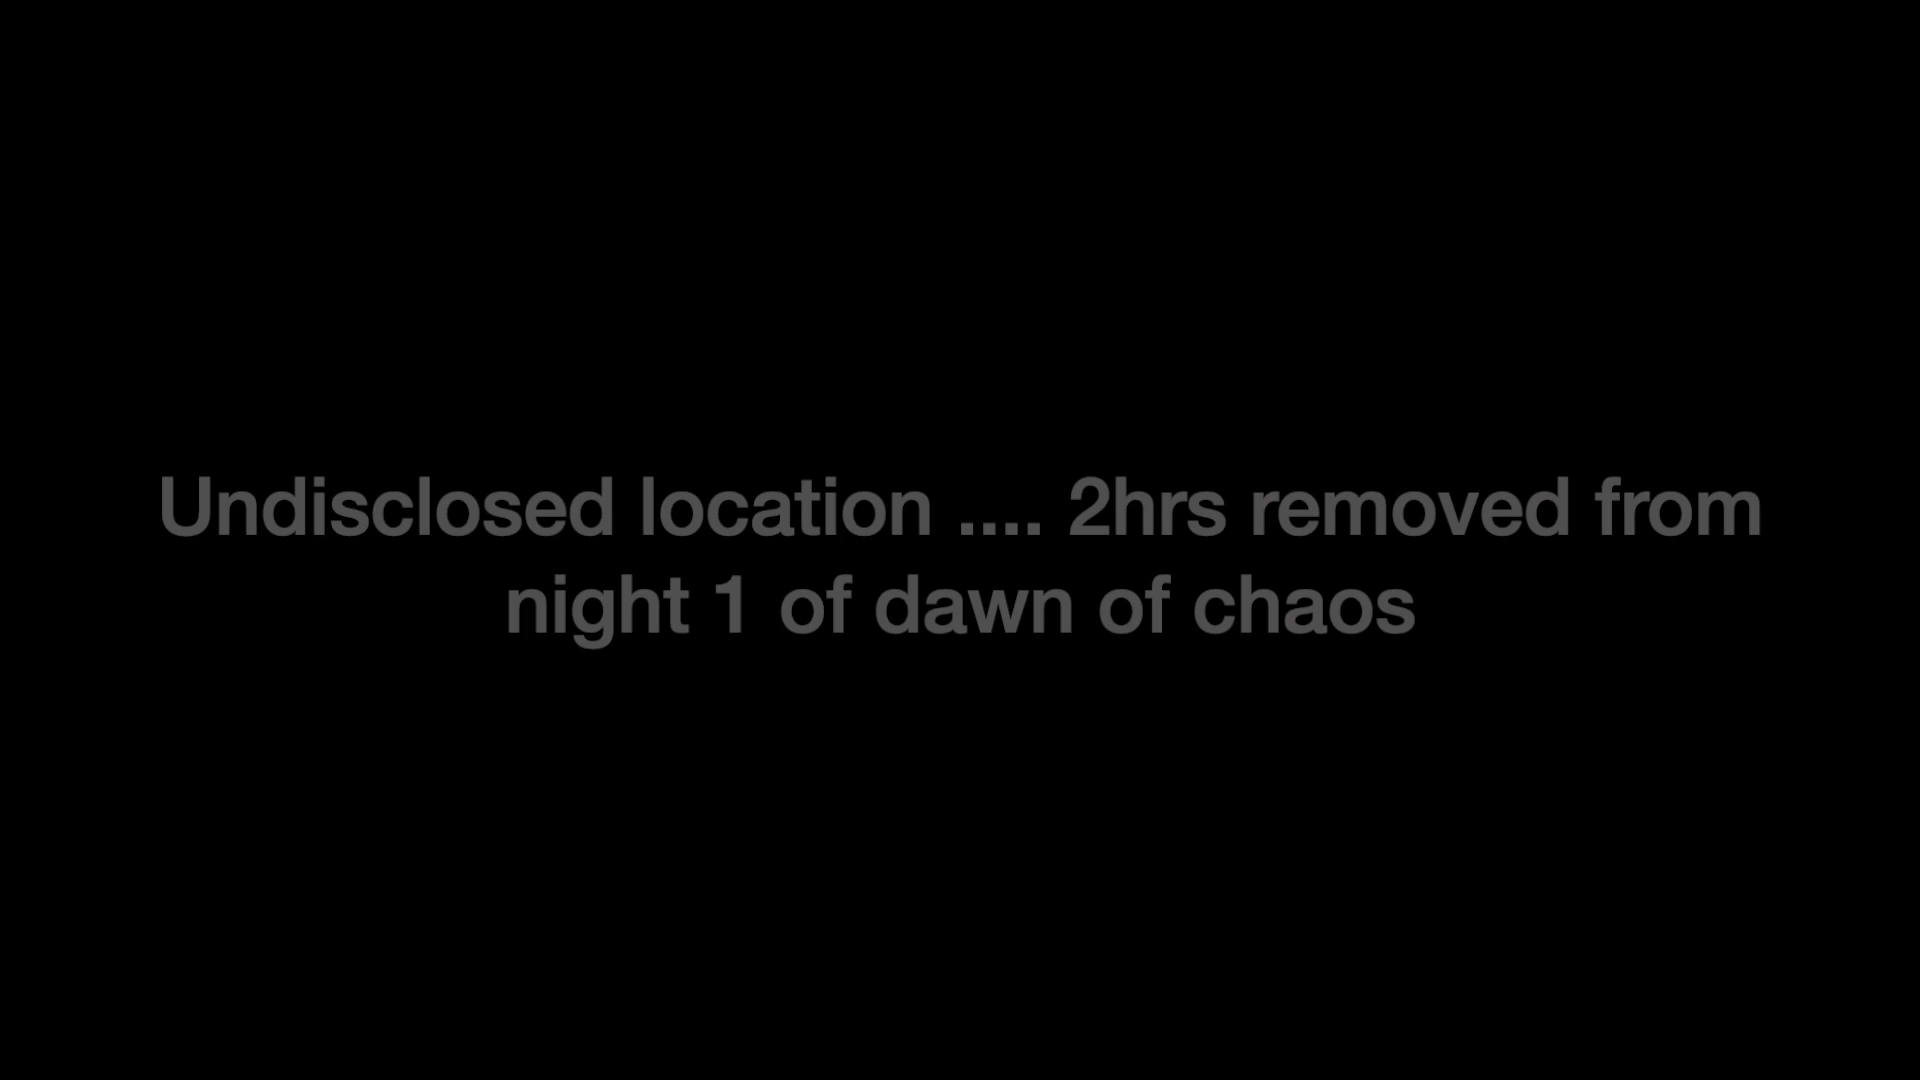 Undisclosed location .... 2hrs removed from
night 1 of dawn of chaos